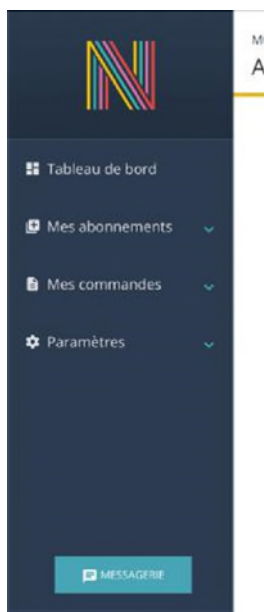 N
Tableau de bord
Mes abonnements
Mes commandes
Paramètres
MESSAGERIE